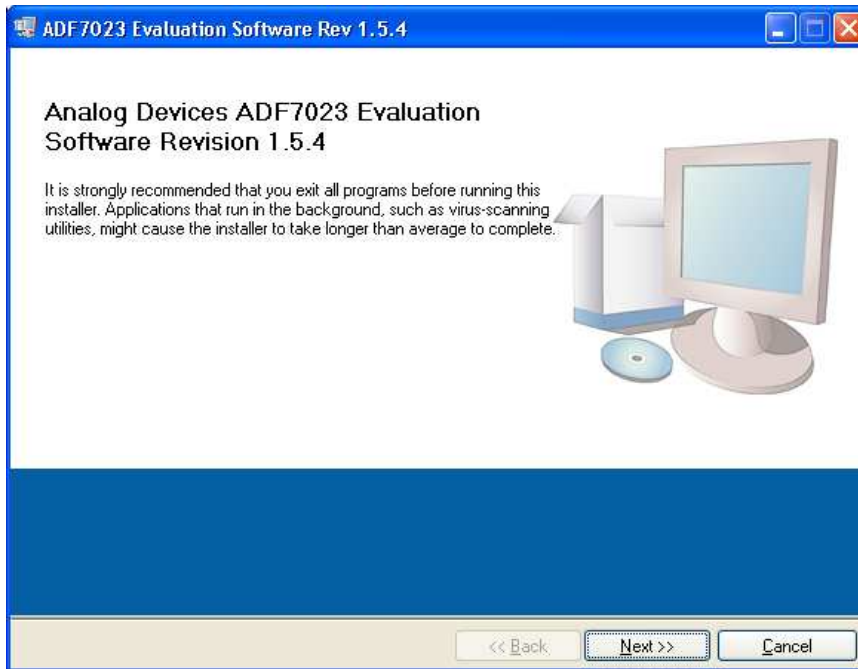 ADF7023 Evaluation Software Rev 1.5.4
Analog Devices ADF7023 Evaluation
Software Revision 1.5.4
It is strongly recommended that you exit all programs before running this
installer. Applications that run in the background, such as virus-scanning
utilities, might cause the installer to take longer than average to complete.
<< Back
Next >>
Cancel